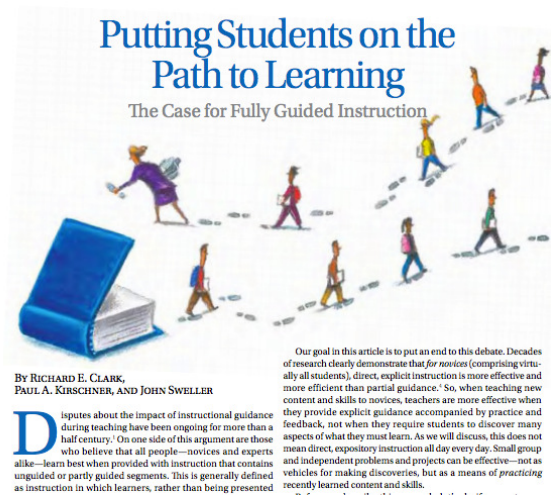 Putting Students on the
Path to Learning
The Case for Fully Guided Instruction
BY RICHARD E. CLARK,
PAUL A. KIRSCHNER, AND JOHN SWELLER
Disputes about the impact of instructional guidance
during teaching have been ongoing for more than a
half century.1 On one side of this argument are those
who believe that all people—novices and experts
alike—learn best when provided with instruction that contains
unguided or partly guided segments. This is generally defined
as instruction in which learners, rather than being presented
Our goal in this article is to put an end to this debate. Decades
of research clearly demonstrate that for novices (comprising virtu-
ally all students), direct, explicit instruction is more effective and
more efficient than partial guidance.4 So, when teaching new
content and skills to novices, teachers are more effective when
they provide explicit guidance accompanied by practice and
feedback, not when they require students to discover many
aspects of what they must learn. As we will discuss, this does not
mean direct, expository instruction all day every day. Small group
and independent problems and projects can be effective—not as
vehicles for making discoveries, but as a means of practicing
recently learned content and skills.